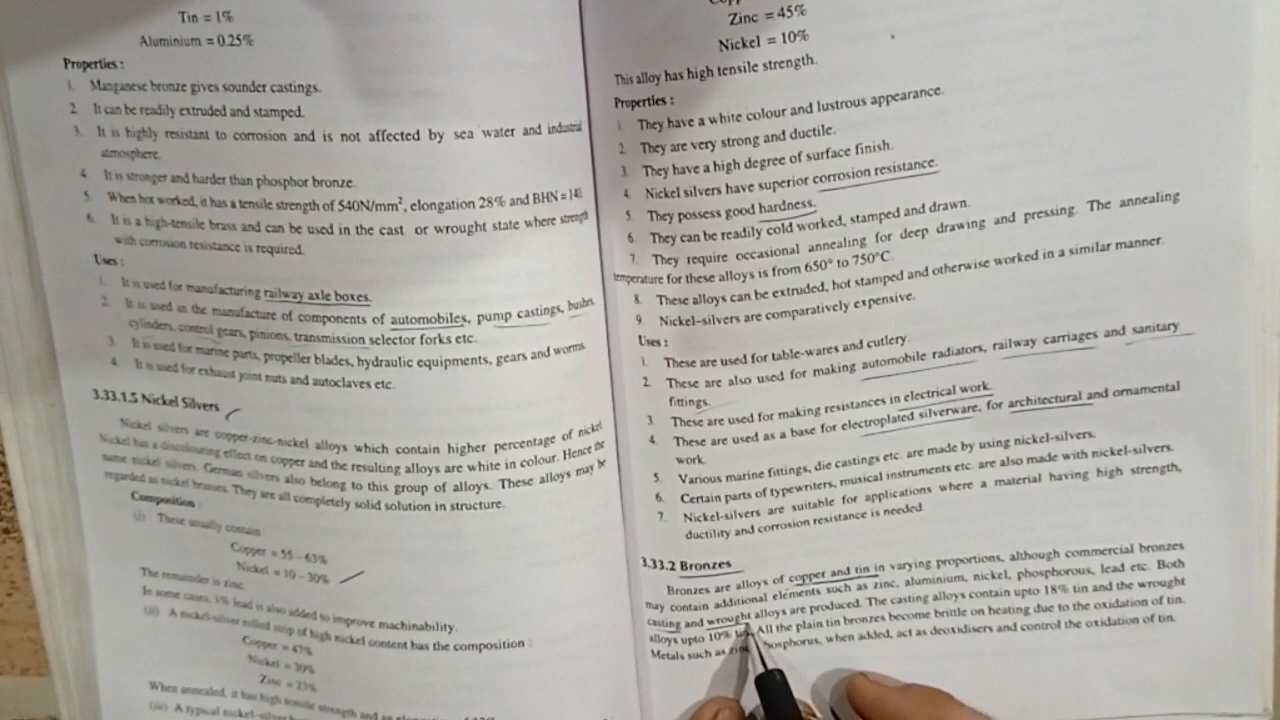 Tin = 1%
Aluminium = 0.25%
Properties :
1. Manganese bronze gives sounder castings.
2. It can be readily extruded and stamped.
3. It is highly resistant to corrosion and is not affected by sea water and industrial
atmosphere.
4. It is stronger and harder than phosphor bronze.
5. When hot worked, it has a tensile strength of 540N/mm², elongation 28% and BHN = 140.
6. It is a high-tensile brass and can be used in the cast or wrought state where strength
with corrosion resistance is required.
Uses :
1. It is used for manufacturing railway axle boxes.
2. It is used in the manufacture of components of automobiles, pump castings, bushes,
cylinders, control gears, pinions, transmission selector forks etc.
3. It is used for marine parts, propeller blades, hydraulic equipments, gears and worms.
4. It is used for exhaust joint nuts and autoclaves etc.
3.33.1.5 Nickel Silvers
Nickel silvers are copper-zinc-nickel alloys which contain higher percentage of nickel.
Nickel has a discolouring effect on copper and the resulting alloys are white in colour. Hence the
name nickel silvers. German silvers also belong to this group of alloys. These alloys may be
regarded as nickel brasses. They are all completely solid solution in structure.
Composition :
(i) These usually contain :
Copper = 55 – 63%
Nickel = 10 – 30%
The remainder is zinc.
In some cases, 1% lead is also added to improve machinability.
(ii) A nickel-silver rolled strip of high nickel content has the composition :
Copper = 47%
Nickel = 30%
Zinc = 23%
When annealed, it has high tensile strength and an
(iii) A typical nickel-silver
Zinc = 45%
Nickel = 10%
This alloy has high tensile strength.
Properties :
1. They have a white colour and lustrous appearance.
2. They are very strong and ductile.
3. They have a high degree of surface finish.
4. Nickel silvers have superior corrosion resistance.
5. They possess good hardness.
6. They can be readily cold worked, stamped and drawn.
7. They require occasional annealing for deep drawing and pressing. The annealing
temperature for these alloys is from 650° to 750°C.
8. These alloys can be extruded, hot stamped and otherwise worked in a similar manner.
9. Nickel–silvers are comparatively expensive.
Uses :
1. These are used for table-wares and cutlery.
2. These are also used for making automobile radiators, railway carriages and sanitary
fittings.
3. These are used for making resistances in electrical work.
4. These are used as a base for electroplated silverware, for architectural and ornamental
work.
5. Various marine fittings, die castings etc. are made by using nickel-silvers.
6. Certain parts of typewriters, musical instruments etc. are also made with nickel-silvers.
7. Nickel-silvers are suitable for applications where a material having high strength,
ductility and corrosion resistance is needed.
3.33.2 Bronzes
Bronzes are alloys of copper and tin in varying proportions, although commercial bronzes
may contain additional elements such as zinc, aluminium, nickel, phosphorous, lead etc. Both
casting and wrought alloys are produced. The casting alloys contain upto 18% tin and the wrought
alloys upto 10% tin. All the plain tin bronzes become brittle on heating due to the oxidation of tin.
Metals such as zinc, phosphorus, when added, act as deoxidisers and control the oxidation of tin.